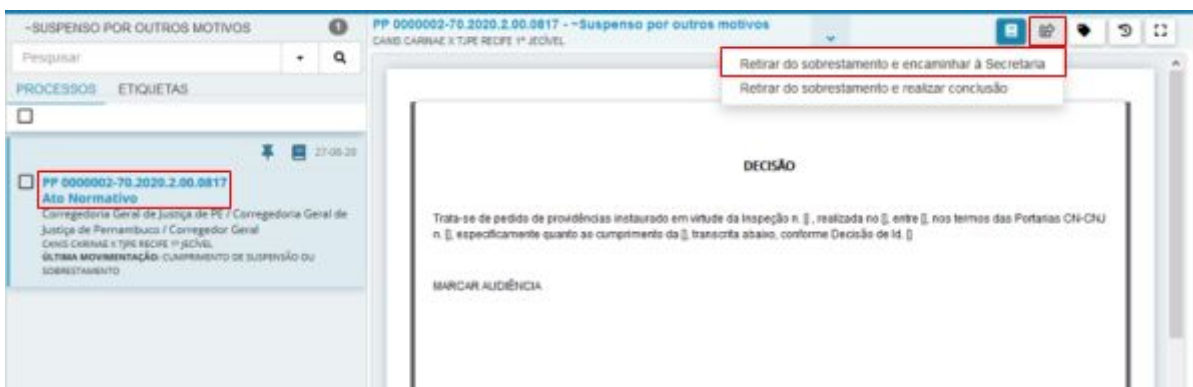 ~SUSPENSO POR OUTROS MOTIVOS 1
Pesquisar
PROCESSOS ETIQUETAS
27-08-20
PP 0000002-70.2020.2.00.0817
Ato Normativo
Corregedoria Geral de Justiça de PE / Corregedoria Geral de
Justiça de Pernambuco / Corregedor Geral
CANIS CARINAE X TJPE RECIFE 1º JECÍVEL
ÚLTIMA MOVIMENTAÇÃO: CUMPRIMENTO DE SUSPENSÃO OU
SOBRESTAMENTO
PP 0000002-70.2020.2.00.0817 - ~Suspenso por outros motivos
CANIS CARINAE X TJPE RECIFE 1º JECÍVEL
Retirar do sobrestamento e encaminhar à Secretaria
Retirar do sobrestamento e realizar conclusão
DECISÃO
Trata-se de pedido de providências instaurado em virtude da Inspeção n. [] , realizada no [], entre [], nos termos das Portarias CN-CNJ
n. [], especificamente quanto ao cumprimento da [], transcrita abaixo, conforme Decisão de Id. []
MARCAR AUDIÊNCIA